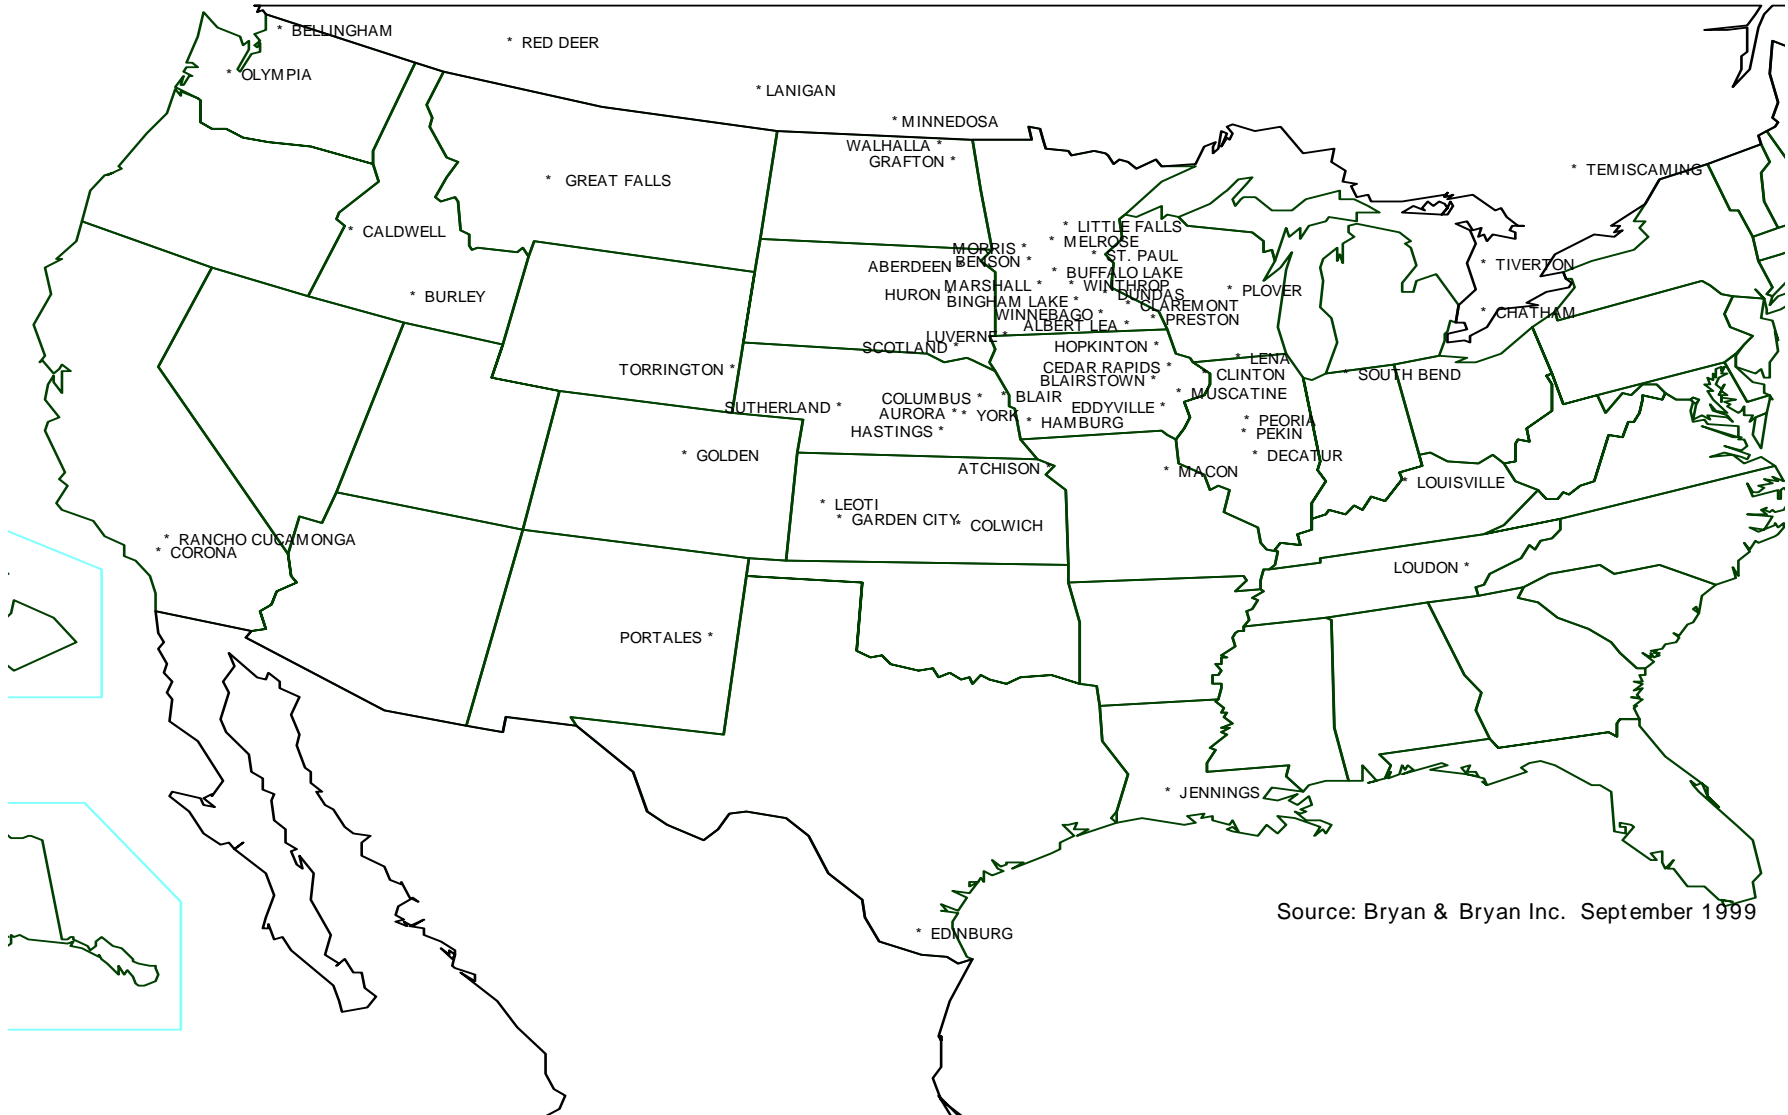 * BELLINGHAM
* RED DEER
* OLYMPIA
* LANIGAN
* MINNEDOSA
WALHALLA *
GRAFTON *
* TEMISCAMING
* GREAT FALLS
* LITTLE FALLS
* CALDWELL
* MELROSE
MORRIS *
* ST. PAUL
BENSON *
* TIVERTON
ABERDEEN *
* BUFFALO LAKE
MARSHALL *
* WINTHROP
* PLOVER
HURON *
* DUNDAS
* BURLEY
BINGHAM LAKE *
* CLAREMONT
* CHATHAM
WINNEBAGO *
* PRESTON
ALBERT LEA *
LUVERNE *
SCOTLAND *
HOPKINTON *
* LENA
TORRINGTON *
CEDAR RAPIDS *
* CLINTON
* SOUTH BEND
BLAIRSTOWN *
* MUSCATINE
COLUMBUS *
* BLAIR
SUTHERLAND *
EDDYVILLE *
AURORA *
* YORK
* HAMBURG
* PEORIA
HASTINGS *
* PEKIN
* GOLDEN
* DECATUR
ATCHISON *
* MACON
* LOUISVILLE
* LEOTI
* GARDEN CITY
* COLWICH
* RANCHO CUCAMONGA
* CORONA
LOUDON *
PORTALES *
* JENNINGS
Source: Bryan & Bryan Inc. September 1999
* EDINBURG